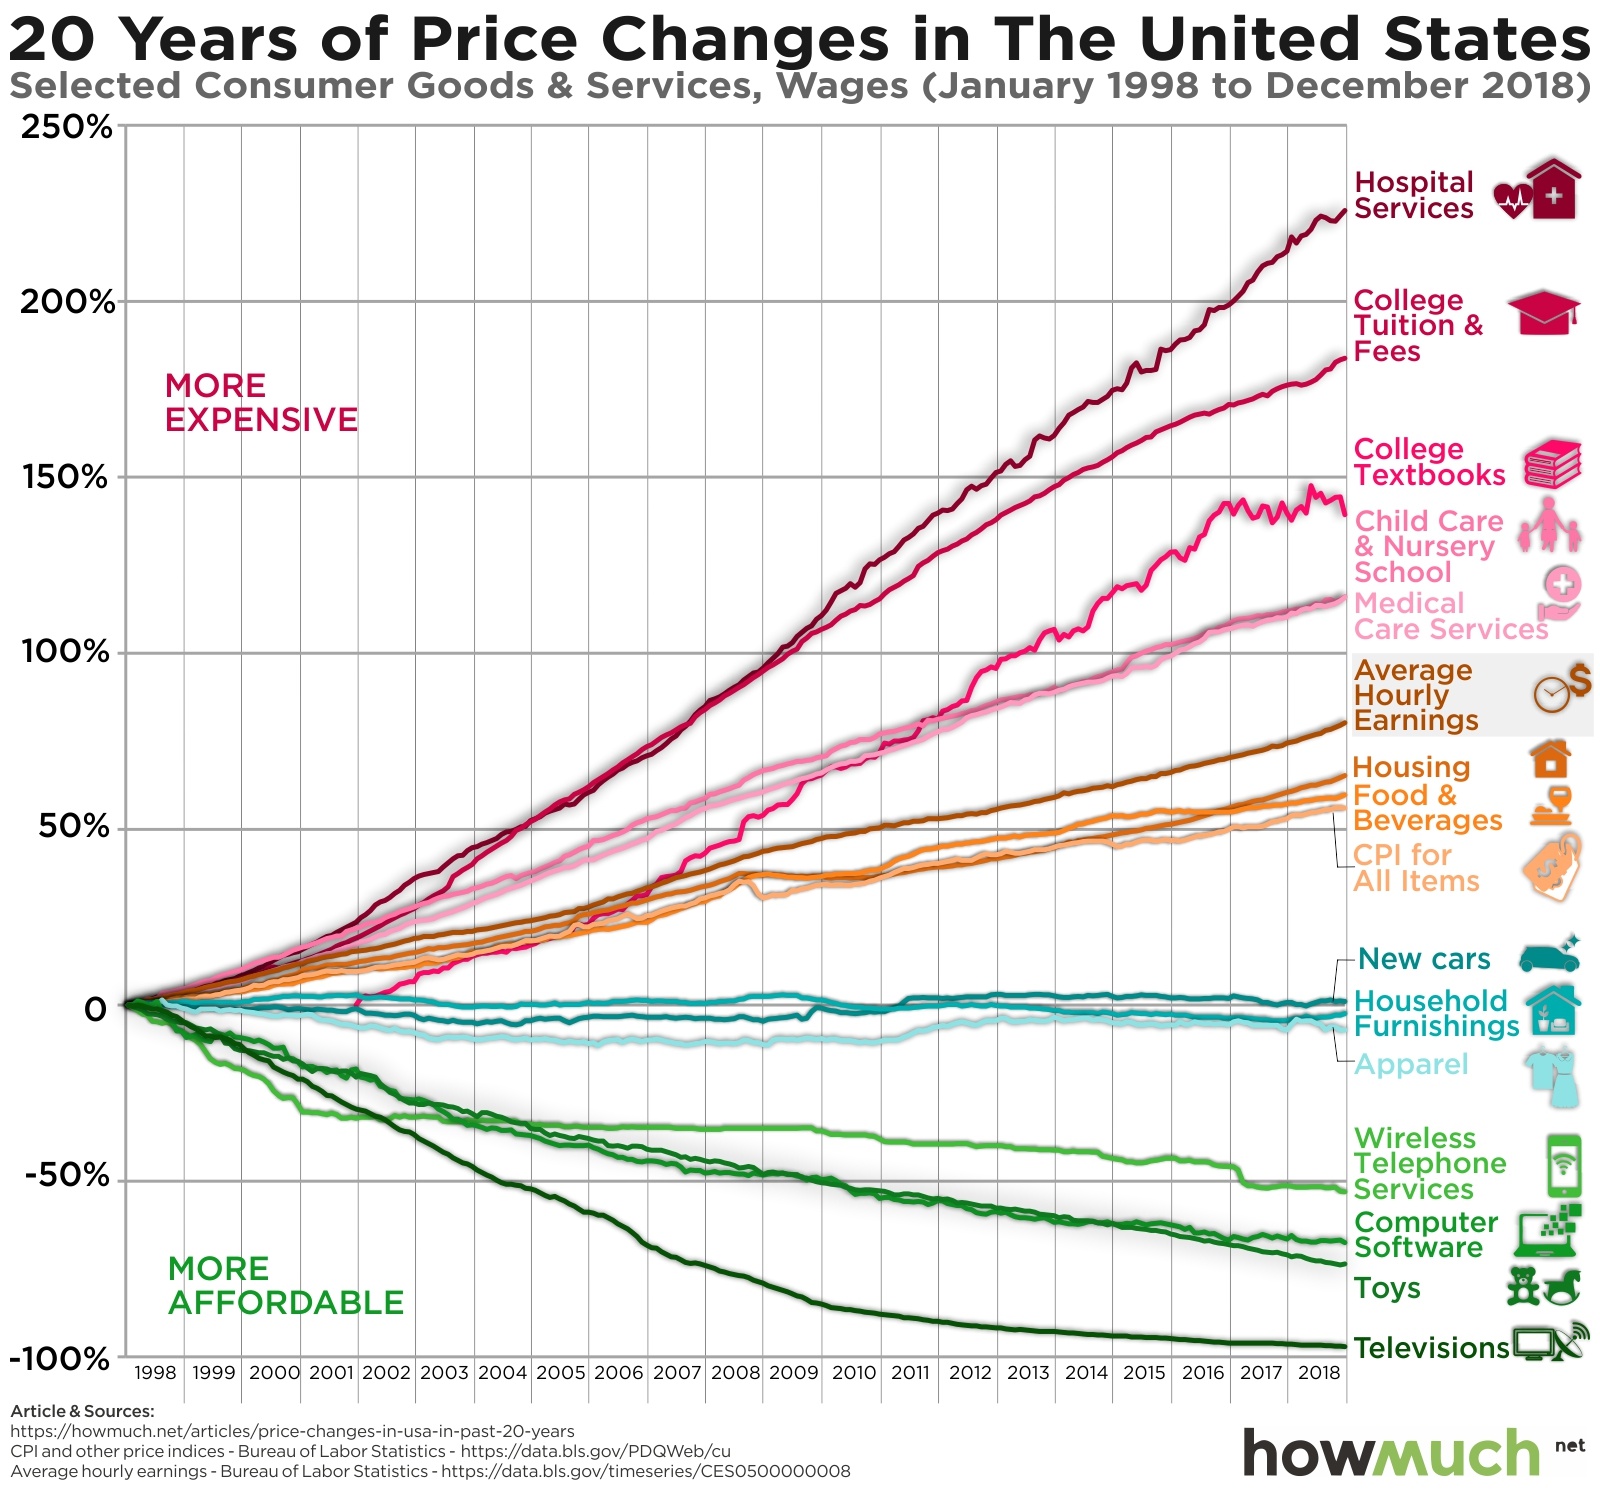 20 Years of Price Changes in The United States
Selected Consumer Goods & Services, Wages (January 1998 to December 2018)
250%
200%
150%
100%
50%
0
-50%
-100%
MORE
EXPENSIVE
MORE
AFFORDABLE
Hospital
Services
College
Tuition &
Fees
College
Textbooks
Child Care
& Nursery
School
Medical
Care Services
Average
Hourly
Earnings
$
Housing
Food &
Beverages
CPI for
All Items
New cars
Household
Furnishings
Apparel
Wireless
Telephone
Services
Computer
Software
Toys
Televisions
1998 1999 2000 2001 2002 2003 2004 2005 2006 2007 2008 2009 2010 2011 2012 2013 2014 2015 2016 2017 2018
Article & Sources:
https://howmuch.net/articles/price-changes-in-usa-in-past-20-years
CPI and other price indices - Bureau of Labor Statistics - https://data.bls.gov/PDQWeb/cu
Average hourly earnings - Bureau of Labor Statistics - https://data.bls.gov/timeseries/CES0500000008
howmuch net